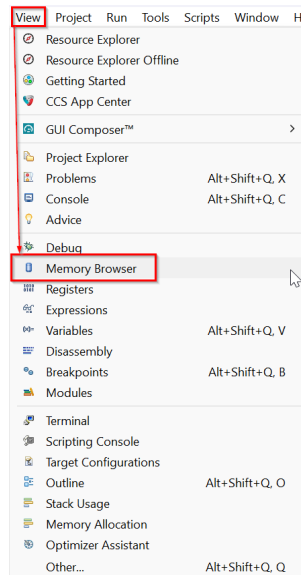 View Project Run Tools Scripts Window H
Resource Explorer
Resource Explorer Offline
Getting Started
CCS App Center
GUI Composer™
Project Explorer
Problems Alt+Shift+Q, X
Console Alt+Shift+Q, C
Advice
Debug
Memory Browser
Registers
Expressions
Variables Alt+Shift+Q, V
Disassembly
Breakpoints Alt+Shift+Q, B
Modules
Terminal
Scripting Console
Target Configurations
Outline Alt+Shift+Q, O
Stack Usage
Memory Allocation
Optimizer Assistant
Other... Alt+Shift+Q, Q